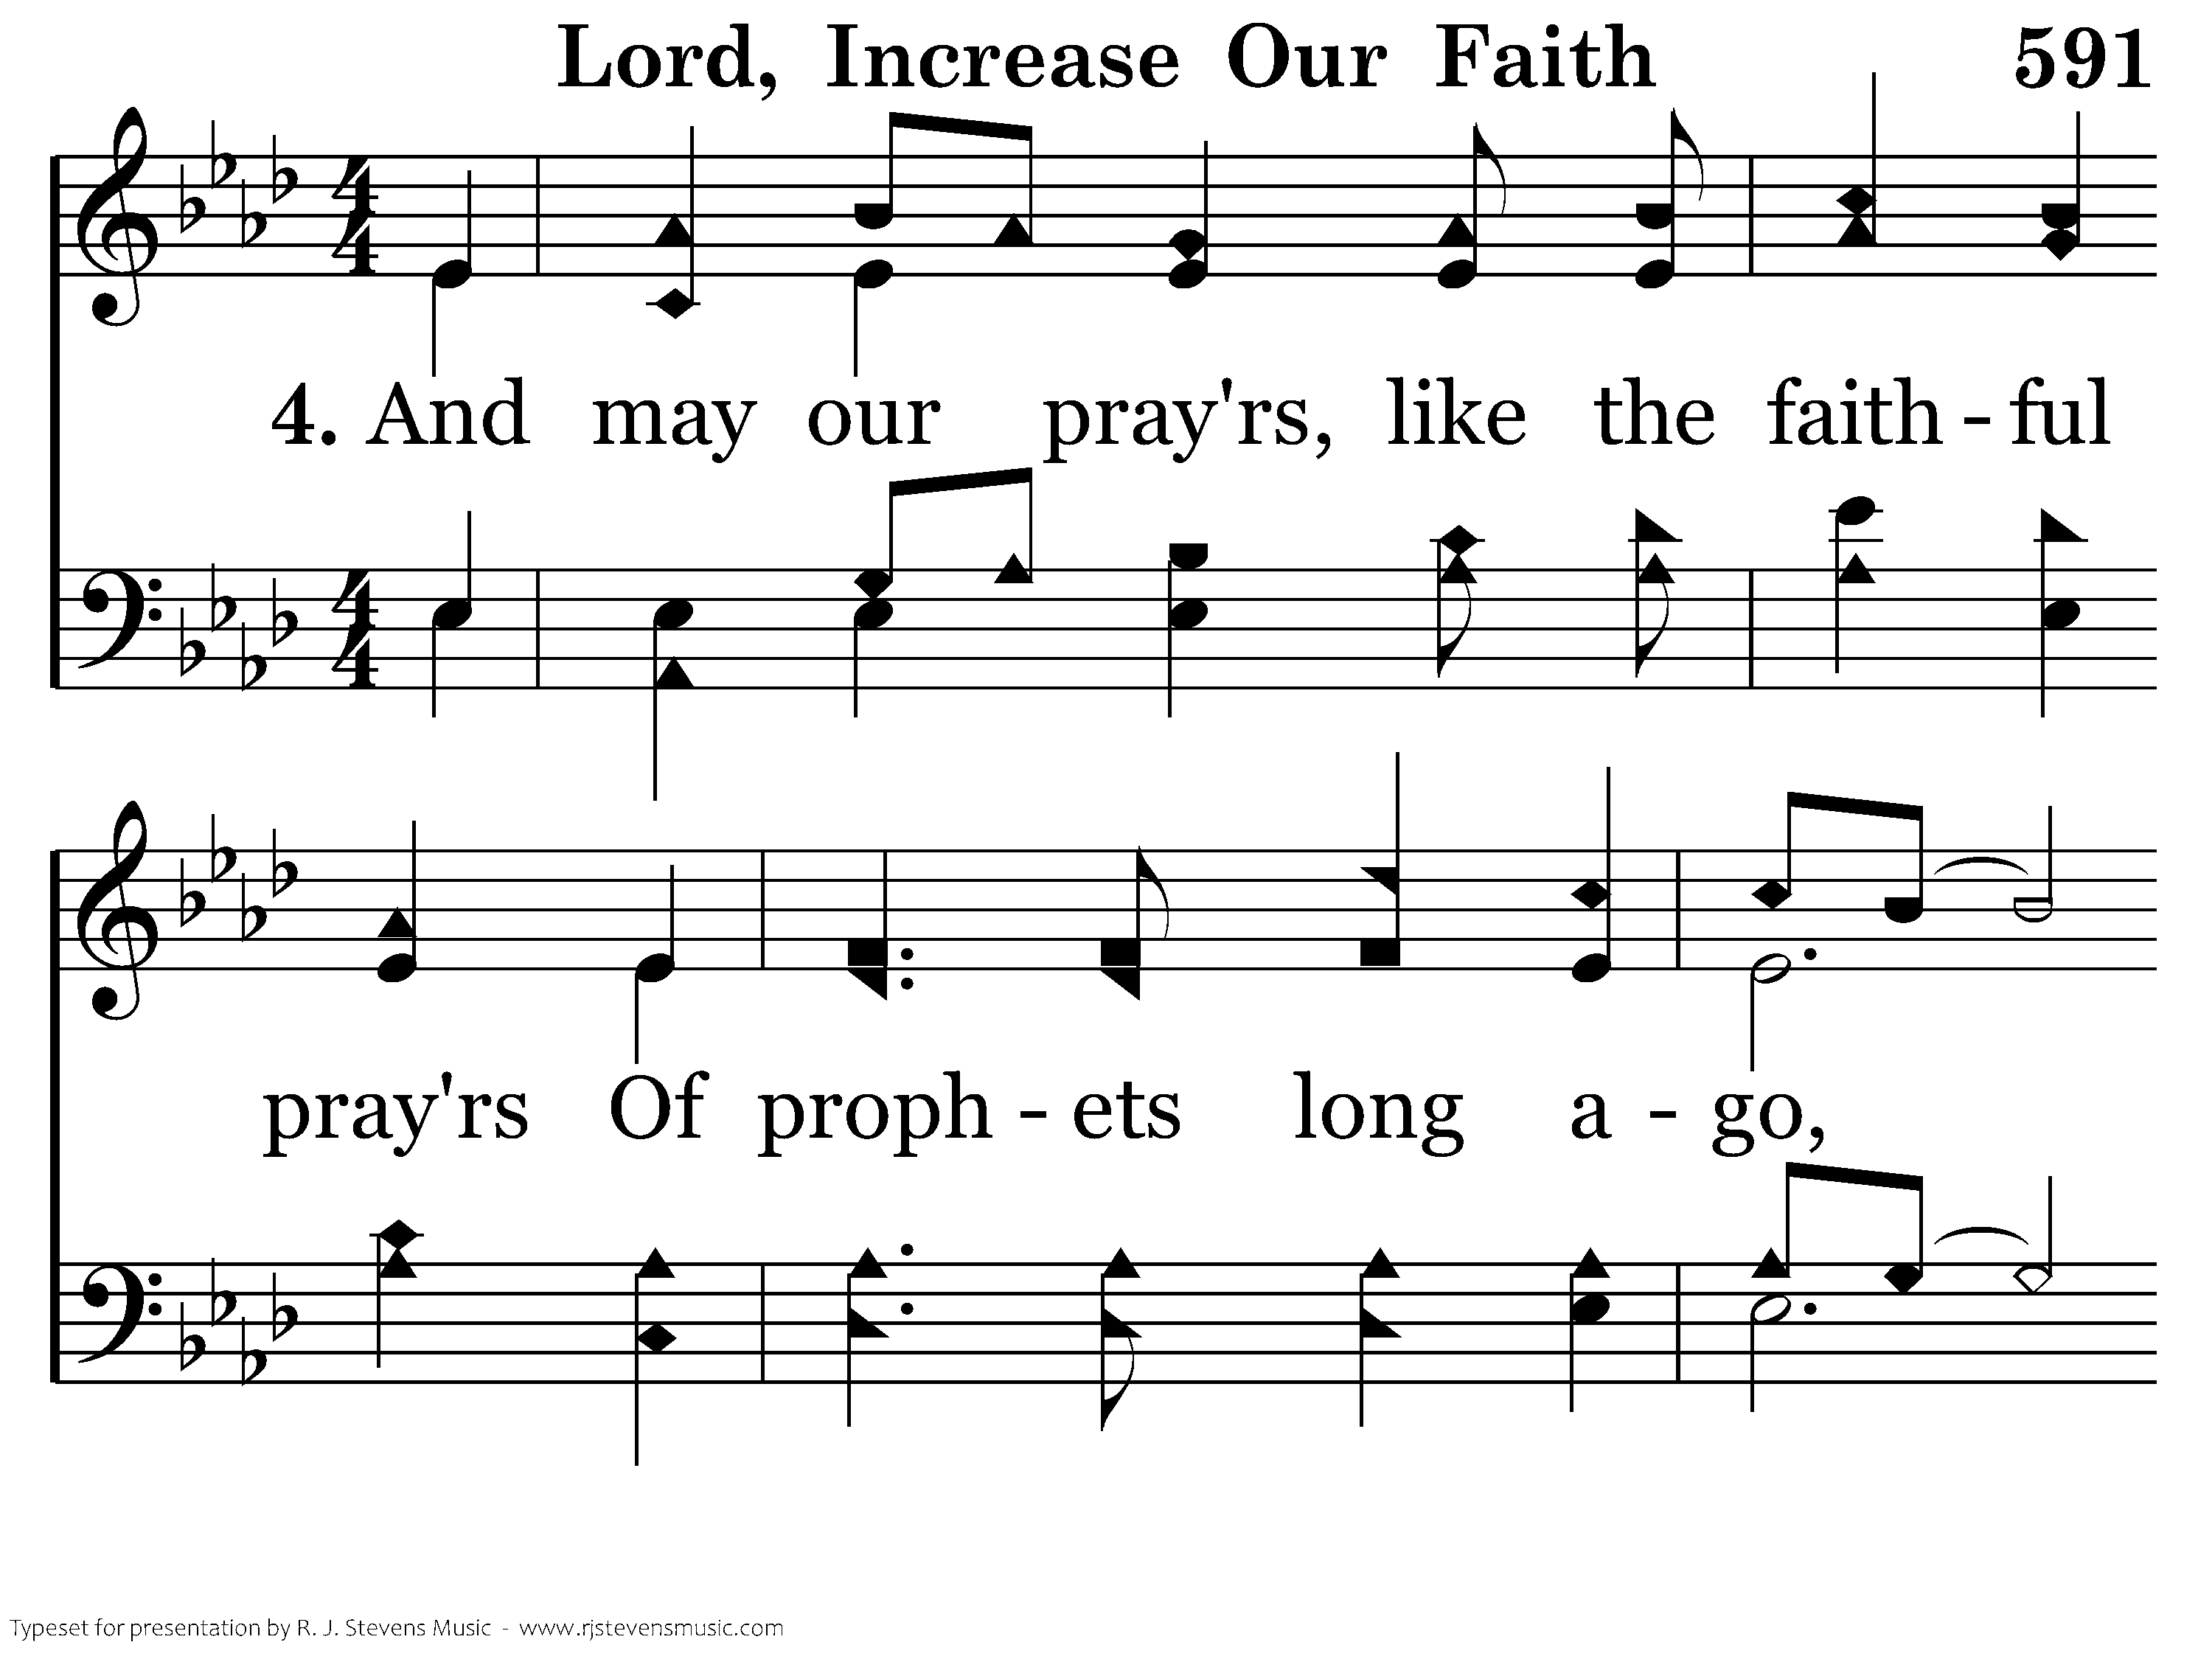 Lord, Increase Our Faith 591
4. And may our pray'rs, like the faith - ful
pray'rs Of proph - ets long a - go,
Typeset for presentation by R. J. Stevens Music - www.rjstevensmusic.com